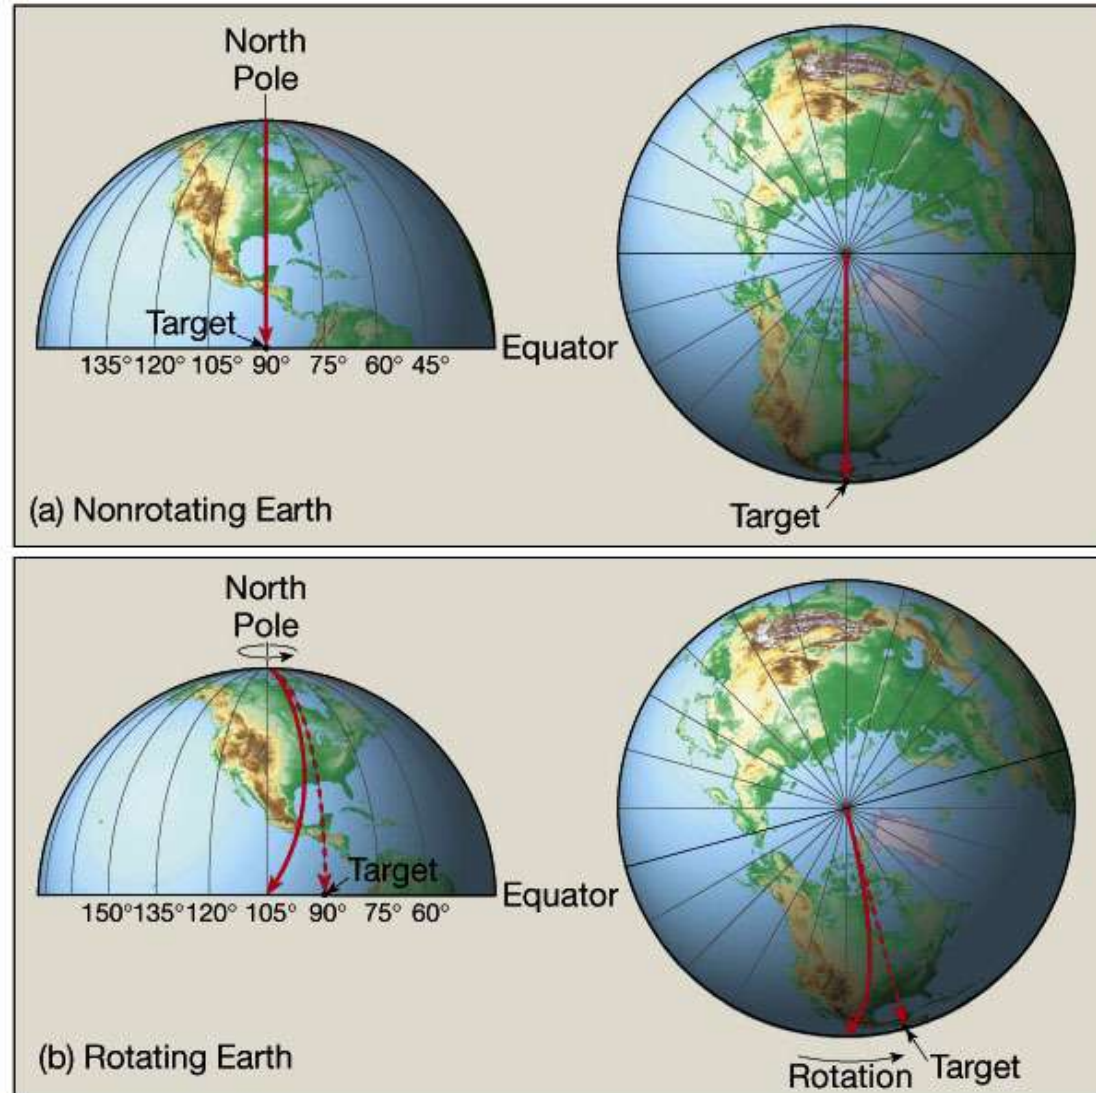 North
Pole
Target
Equator
135° 120° 105° 90° 75° 60° 45°
Target
(a) Nonrotating Earth
North
Pole
Target
Equator
150° 135° 120° 105° 90° 75° 60°
(b) Rotating Earth
Rotation
Target